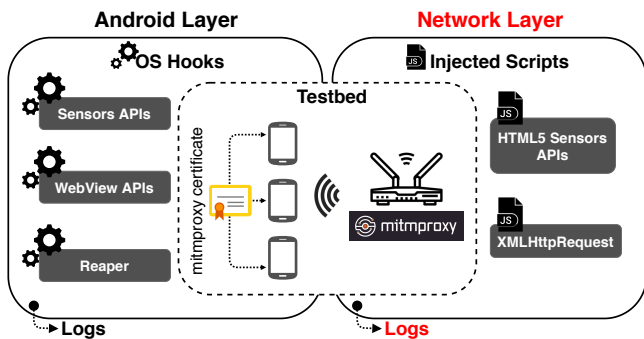 Android Layer
Network Layer
OS Hooks
JS
Injected Scripts
Testbed
Sensors APIs
WebView APIs
Reaper
mitmproxy certificate
mitmproxy
JS
HTML5 Sensors
APIs
JS
XMLHttpRequest
Logs
Logs